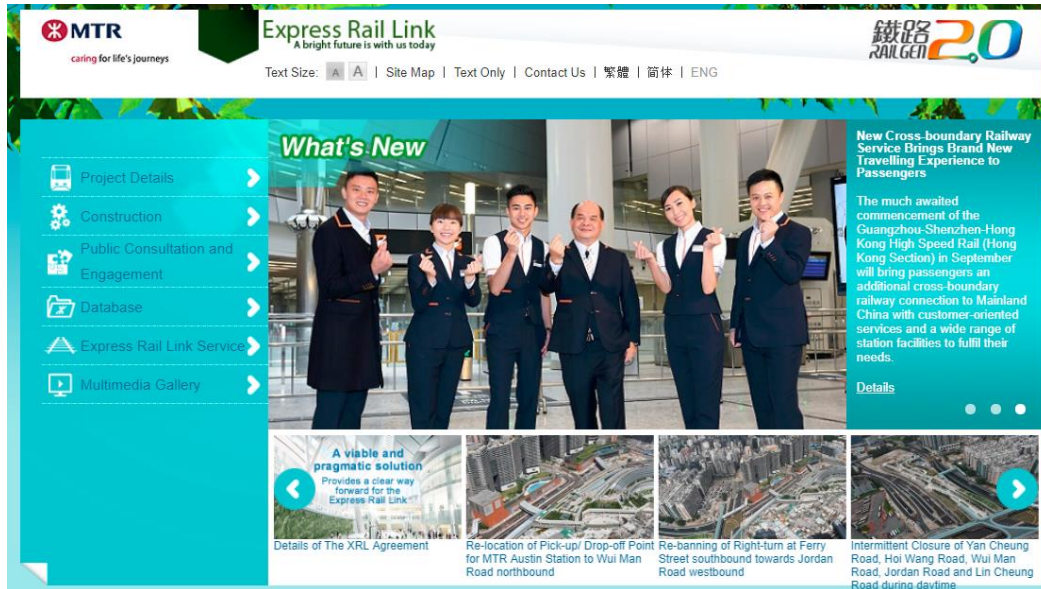 MTR
caring for life's journeys
Express Rail Link
A bright future is with us today
鐵路 2.0
RAILGEN
Text Size: A A | Site Map | Text Only | Contact Us | 繁體 | 简体 | ENG
Project Details
Construction
Public Consultation and
Engagement
Database
Express Rail Link Service
Multimedia Gallery
What's New
New Cross-boundary Railway
Service Brings Brand New
Travelling Experience to
Passengers
The much awaited
commencement of the
Guangzhou-Shenzhen-Hong
Kong High Speed Rail (Hong
Kong Section) in September
will bring passengers an
additional cross-boundary
railway connection to Mainland
China with customer-oriented
services and a wide range of
station facilities to fulfil their
needs.
Details
A viable and
pragmatic solution
Provides a clear way
forward for the
Express Rail Link
Details of The XRL Agreement
Re-location of Pick-up/ Drop-off Point
for MTR Austin Station to Wui Man
Road northbound
Re-banning of Right-turn at Ferry
Street southbound towards Jordan
Road westbound
Intermittent Closure of Yan Cheung
Road, Hoi Wang Road, Wui Man
Road, Jordan Road and Lin Cheung
Road during daytime